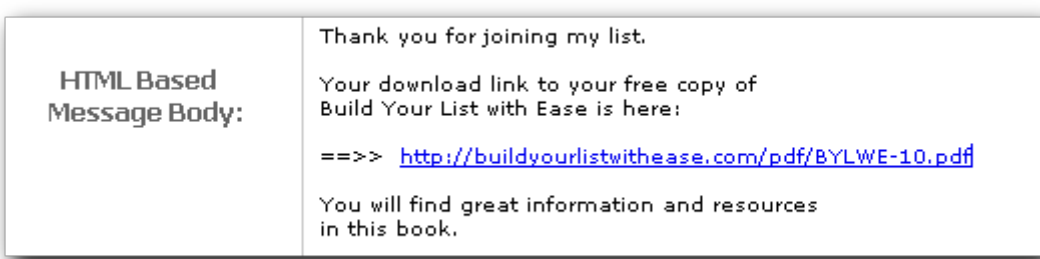 HTML Based
Message Body:
Thank you for joining my list.
Your download link to your free copy of
Build Your List with Ease is here:
==>> http://buildyourlistwithease.com/pdf/BYLWE-10.pdf
You will find great information and resources
in this book.